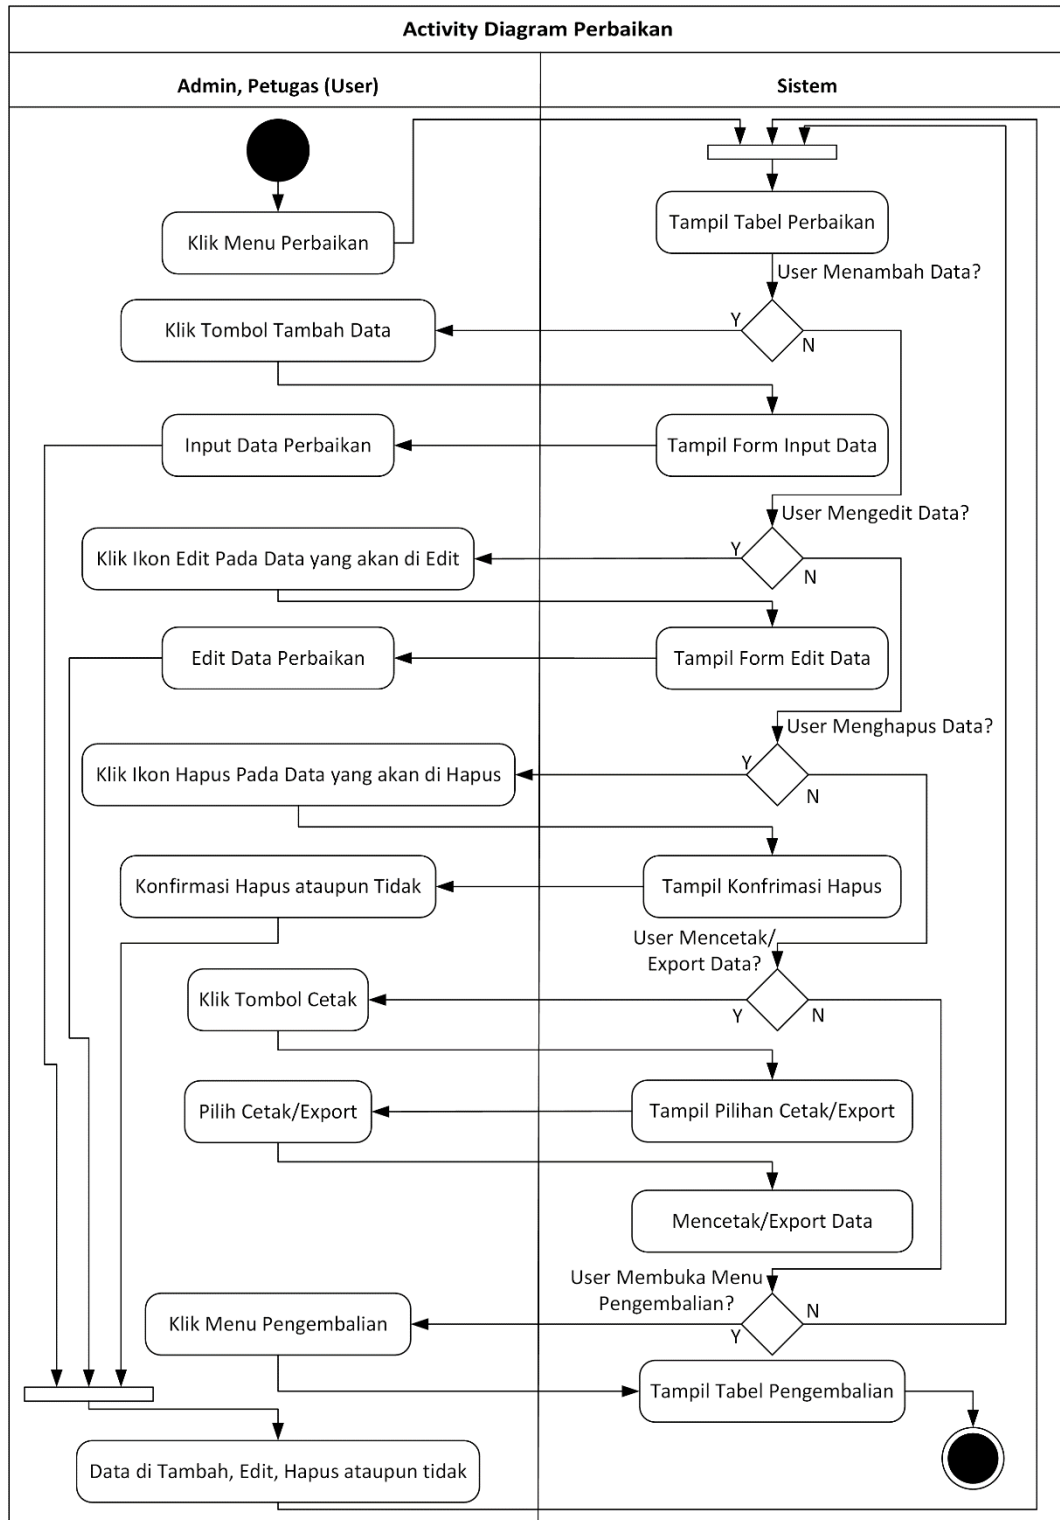 Activity Diagram Perbaikan
Admin, Petugas (User)
Sistem
Klik Menu Perbaikan
Tampil Tabel Perbaikan
User Menambah Data?
Klik Tombol Tambah Data
Y
N
Input Data Perbaikan
Tampil Form Input Data
User Mengedit Data?
Klik Ikon Edit Pada Data yang akan di Edit
Y
N
Edit Data Perbaikan
Tampil Form Edit Data
User Menghapus Data?
Klik Ikon Hapus Pada Data yang akan di Hapus
Y
N
Konfirmasi Hapus ataupun Tidak
Tampil Konfrimasi Hapus
User Mencetak/
Export Data?
Klik Tombol Cetak
Y
N
Pilih Cetak/Export
Tampil Pilihan Cetak/Export
Mencetak/Export Data
User Membuka Menu
Pengembalian?
Klik Menu Pengembalian
Y
N
Tampil Tabel Pengembalian
Data di Tambah, Edit, Hapus ataupun tidak